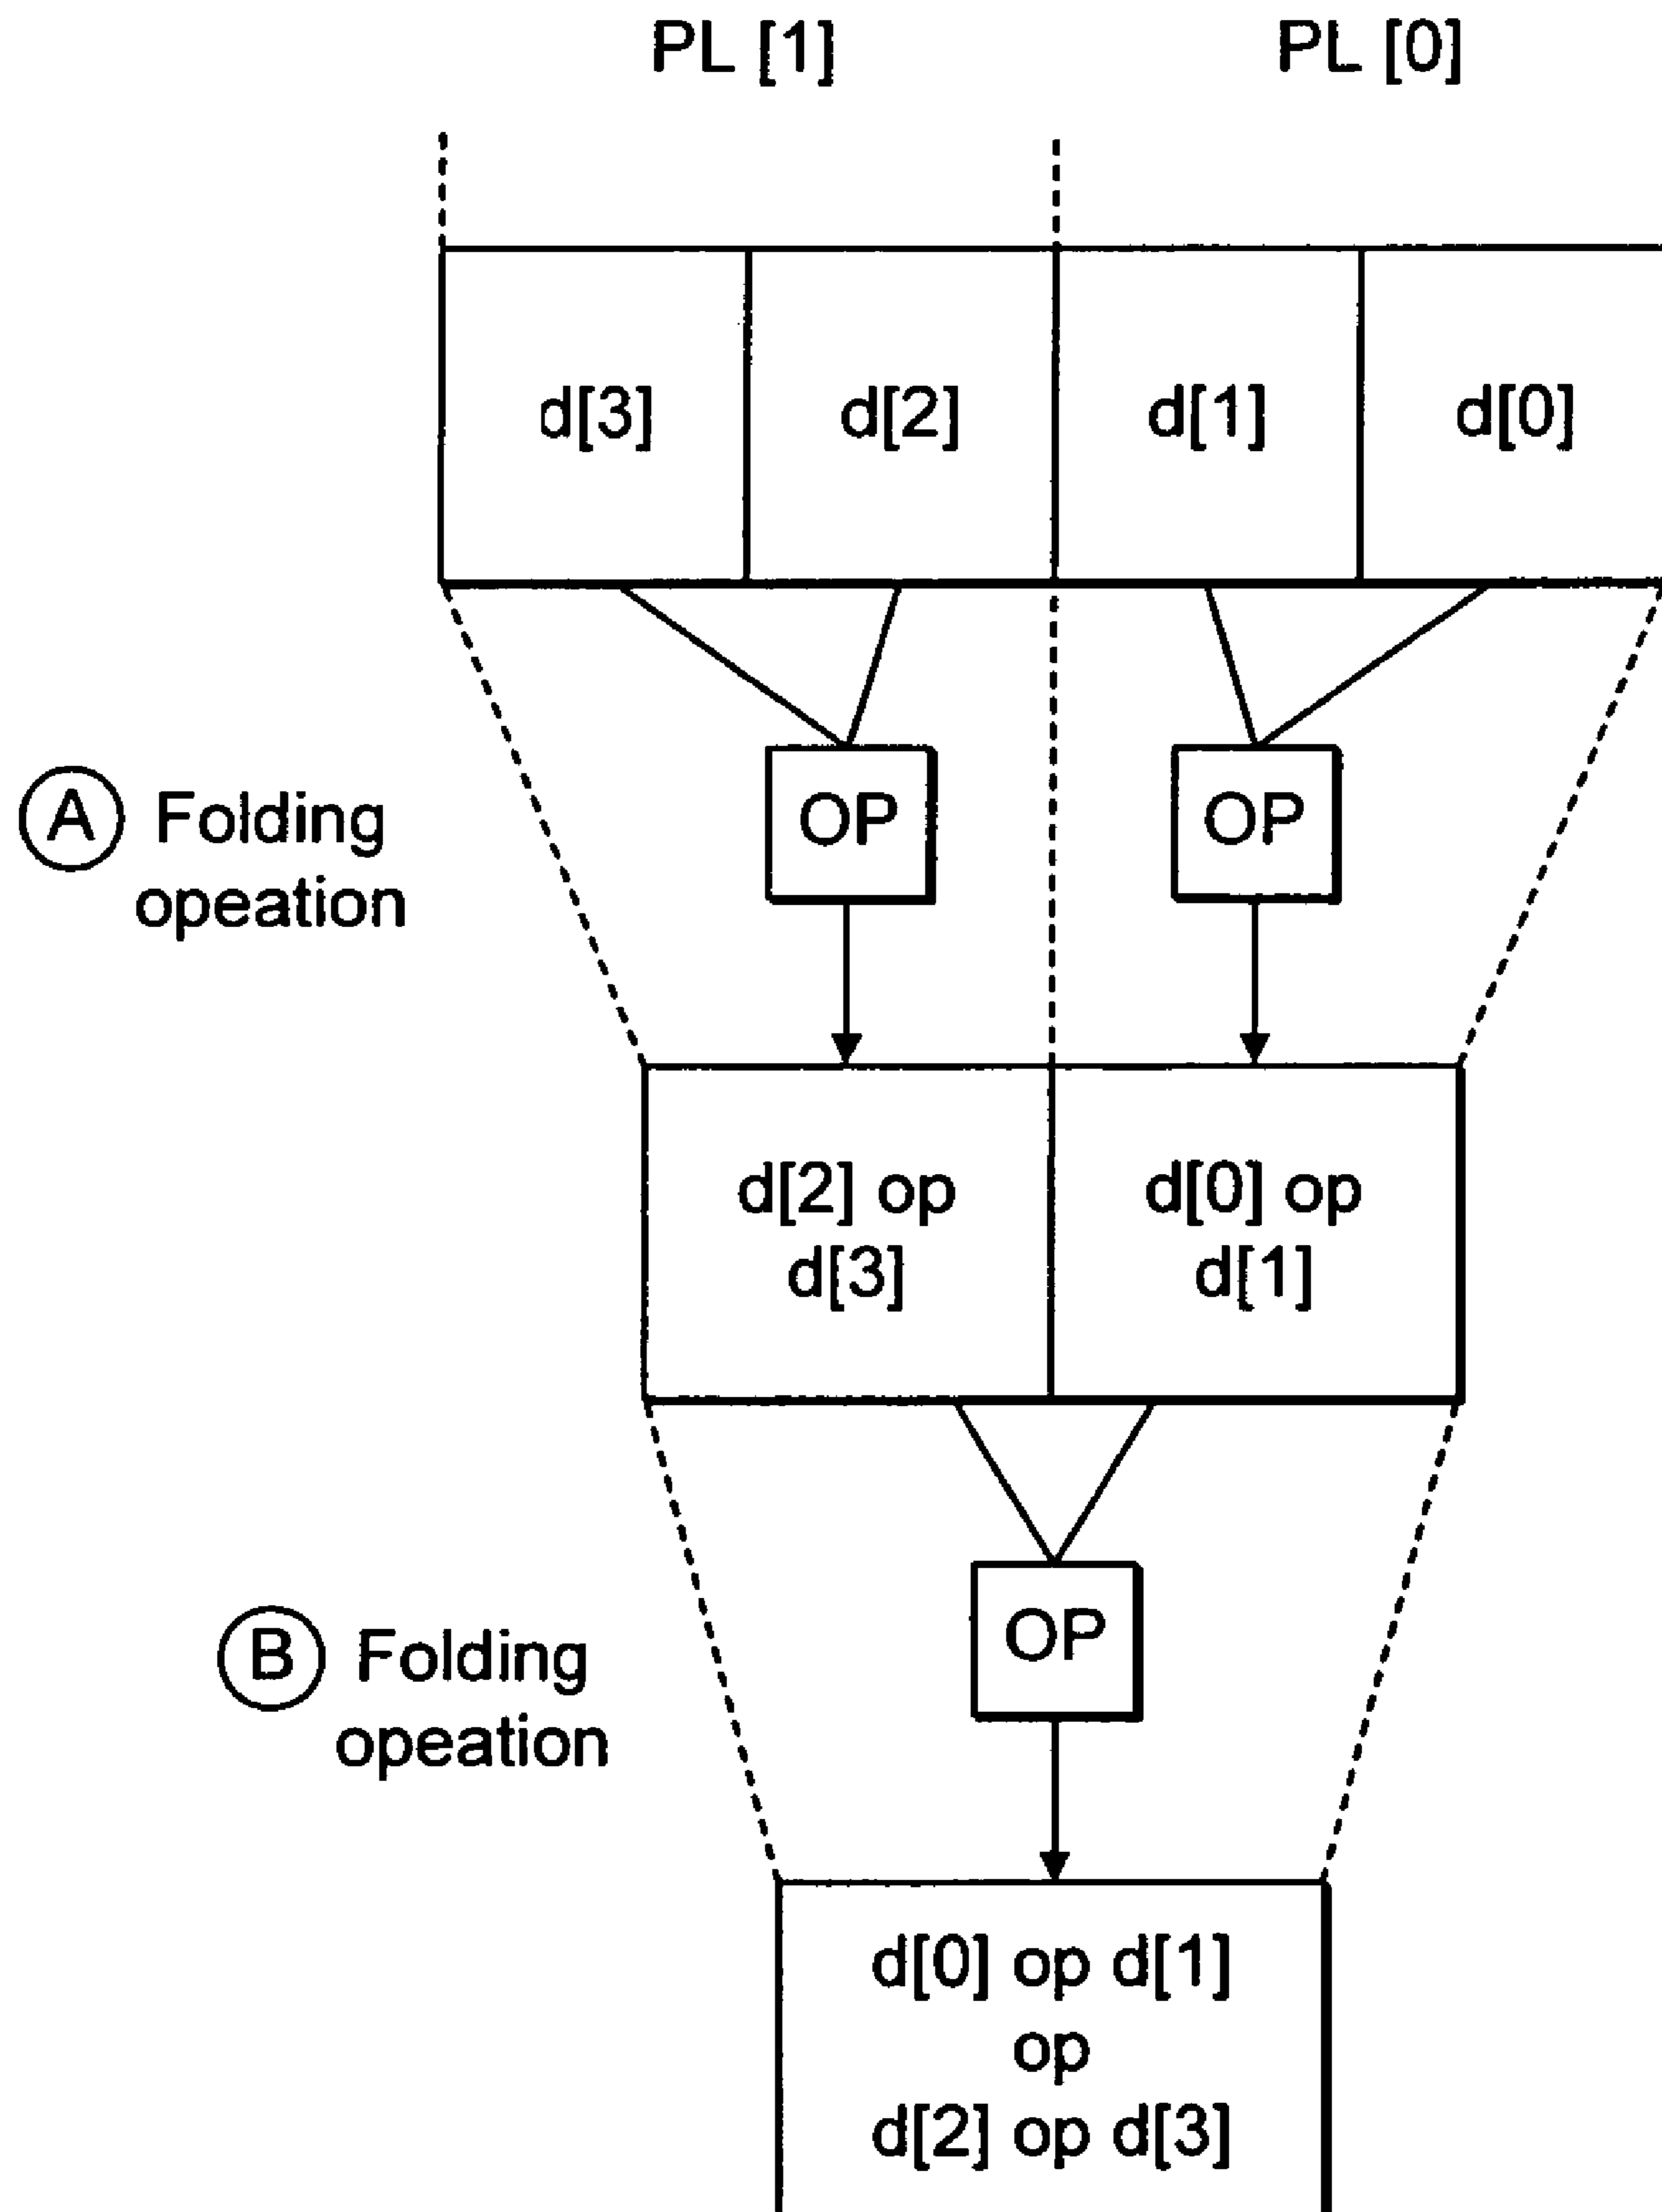 PL [1] PL [0]
d[3] d[2] d[1] d[0]
OP OP
A Folding
opeation
d[2] op
d[3]
d[0] op
d[1]
OP
B Folding
opeation
d[0] op d[1]
op
d[2] op d[3]